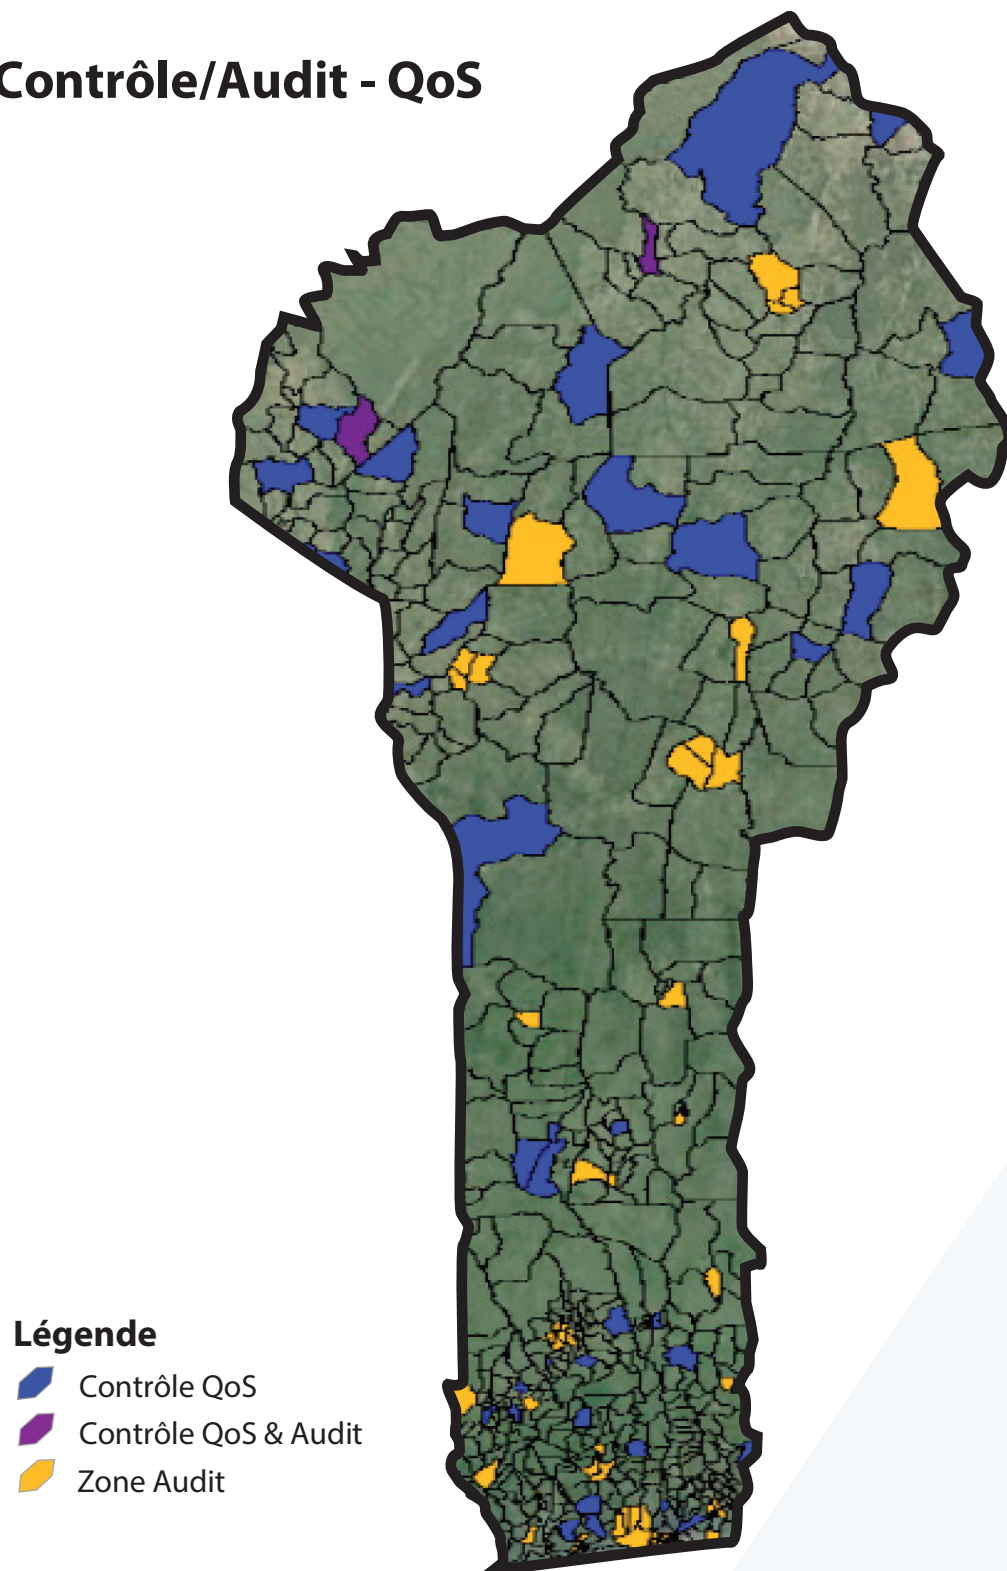 Contrôle/Audit - QoS
Légende
Contrôle QoS
Contrôle QoS & Audit
Zone Audit